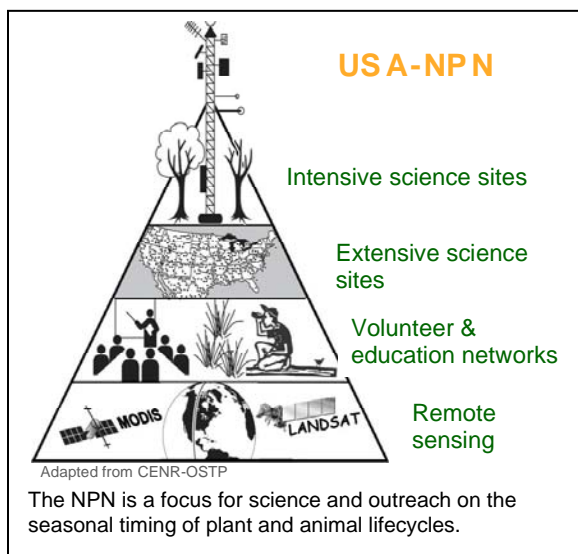 USA-NPN
Intensive science sites
Extensive science
sites
Volunteer &
education networks
MODIS
LANDSAT
Remote
sensing
Adapted from CENR-OSTP
The NPN is a focus for science and outreach on the
seasonal timing of plant and animal lifecycles.